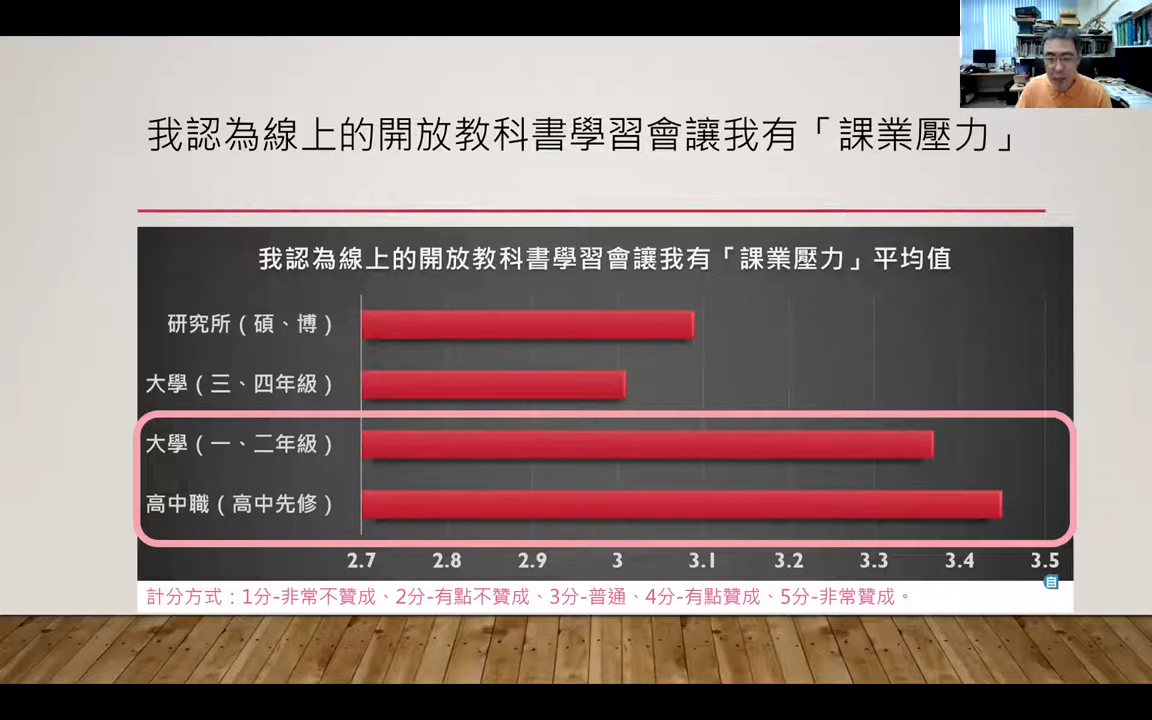 我認為線上的開放教科書學習會讓我有「課業壓力」
我認為線上的開放教科書學習會讓我有「課業壓力」平均值
研究所（碩、博）
大學（三、四年級）
大學（一、二年級）
高中職（高中先修）
2.7 2.8 2.9 3 3.1 3.2 3.3 3.4 3.5
計分方式：1分-非常不贊成、2分-有點不贊成、3分-普通、4分-有點贊成、5分-非常贊成。